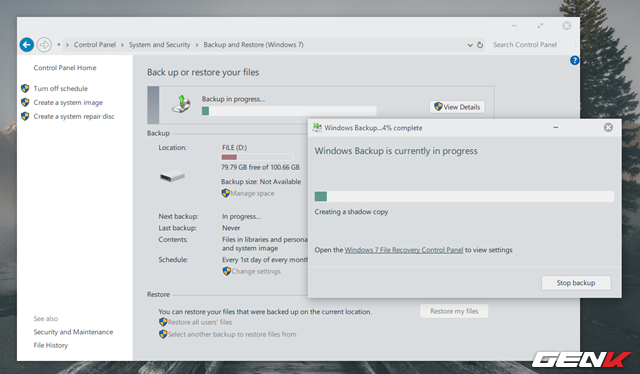 Control Panel
System and Security
Backup and Restore (Windows 7)
Search Control Panel
Control Panel Home
Turn off schedule
Create a system image
Create a system repair disc
See also
Security and Maintenance
File History
Back up or restore your files
Backup in progress...
View Details
Backup
Location:
FILE (D:)
79.79 GB free of 100.66 GB
Backup size: Not Available
Manage space
Next backup:
In progress...
Last backup:
Never
Contents:
Files in libraries and persona
and system image
Schedule:
Every 1st day of every mont
Change settings
Restore
You can restore your files that were backed up on the current location.
Restore my files
Restore all users' files
Select another backup to restore files from
Windows Backup...4% complete
Windows Backup is currently in progress
Creating a shadow copy
Open the Windows 7 File Recovery Control Panel to view settings
Stop backup
GENK